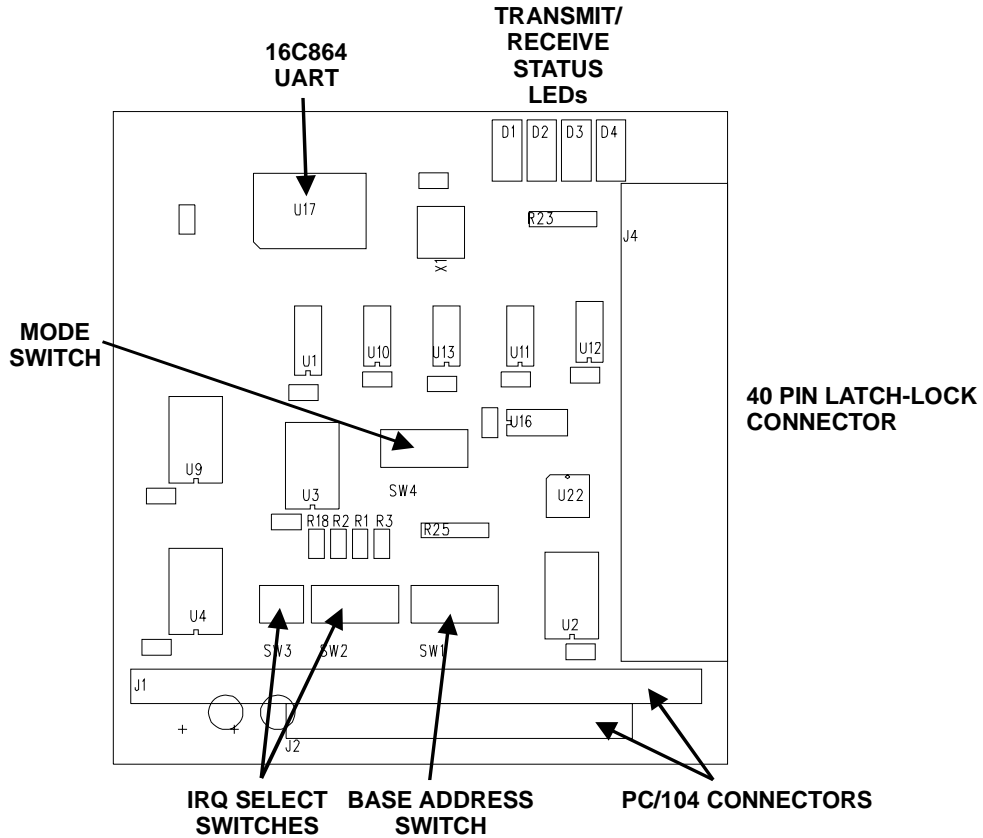 TRANSMIT/
RECEIVE
STATUS
LEDs
16C864
UART
D1 D2 D3 D4
U17
R23
J4
X1
MODE
SWITCH
U1 U10 U13 U11 U12
40 PIN LATCH-LOCK
CONNECTOR
U16
U9
U3
SW4
U22
R18 R2 R1 R3
R25
U4
U2
SW3 SW2 SW1
J1
+ +
J2
IRQ SELECT
SWITCHES
BASE ADDRESS
SWITCH
PC/104 CONNECTORS